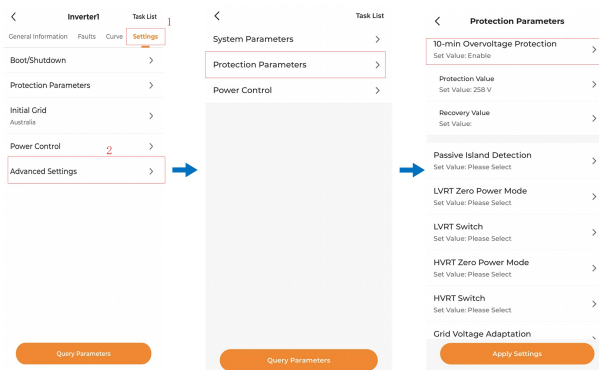 Inverter1
Task List
1
General Information Faults Curve Settings
Boot/Shutdown
Protection Parameters
Initial Grid
Australia
Power Control
2
Advanced Settings
Query Parameters
Task List
System Parameters
Protection Parameters
Power Control
Query Parameters
Protection Parameters
10-min Overvoltage Protection
Set Value: Enable
Protection Value
Set Value: 258 V
Recovery Value
Set Value:
Passive Island Detection
Set Value: Please Select
LVRT Zero Power Mode
Set Value: Please Select
LVRT Switch
Set Value: Please Select
HVRT Zero Power Mode
Set Value: Please Select
HVRT Switch
Set Value: Please Select
Grid Voltage Adaptation
Apply Settings